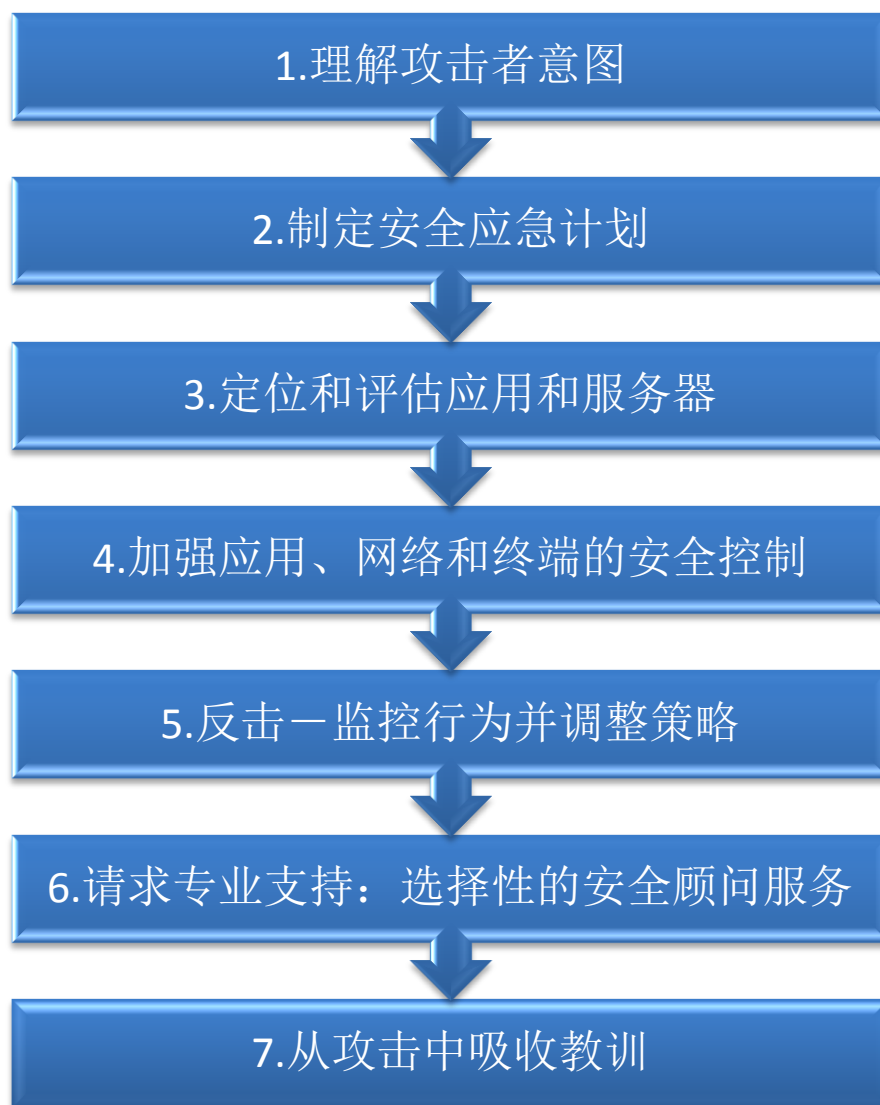 1.理解攻击者意图
2.制定安全应急计划
3.定位和评估应用和服务器
4.加强应用、网络和终端的安全控制
5.反击－监控行为并调整策略
6.请求专业支持：选择性的安全顾问服务
7.从攻击中吸收教训